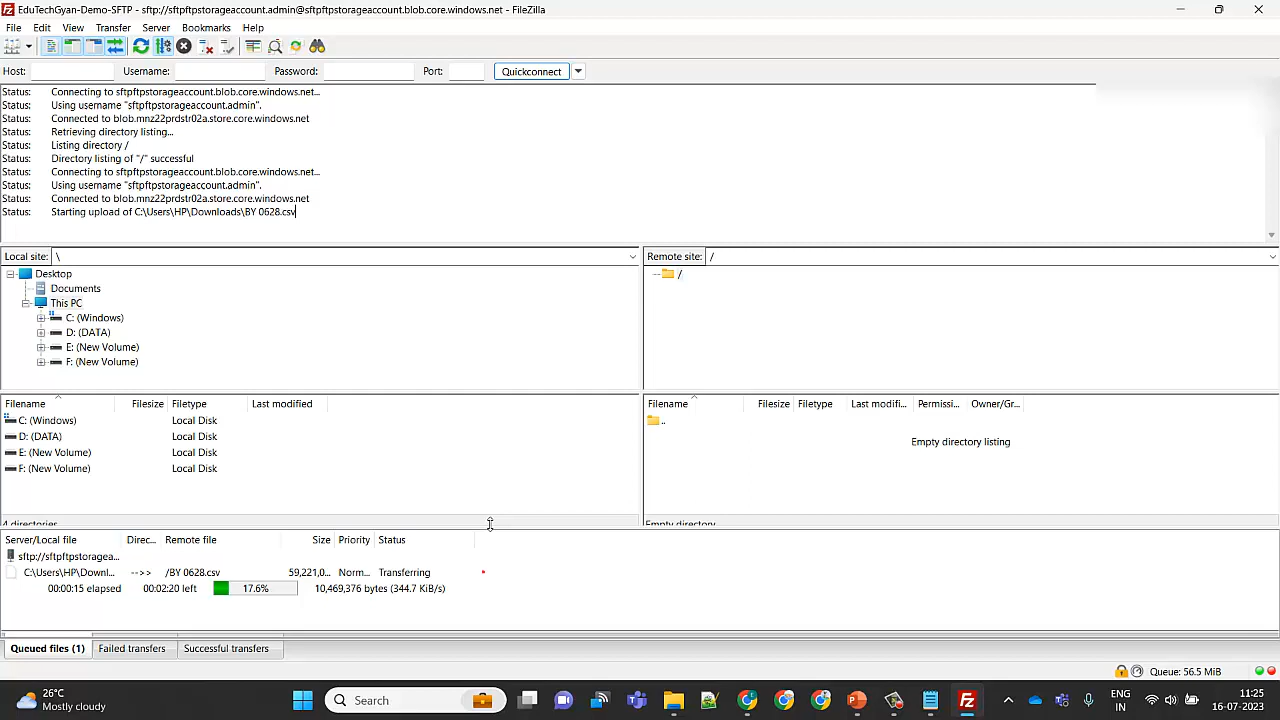 EduTechGyan-Demo-SFTP - sftp://sftpftpstorageaccount.admin@sftpftpstorageaccount.blob.core.windows.net - FileZilla
File Edit View Transfer Server Bookmarks Help
Host: Username: Password: Port: Quickconnect
Status: Connecting to sftpftpstorageaccount.blob.core.windows.net...
Status: Using username "sftpftpstorageaccount.admin".
Status: Connected to blob.mnz22prdstr02a.store.core.windows.net
Status: Retrieving directory listing...
Status: Listing directory /
Status: Directory listing of "/" successful
Status: Connecting to sftpftpstorageaccount.blob.core.windows.net...
Status: Using username "sftpftpstorageaccount.admin".
Status: Connected to blob.mnz22prdstr02a.store.core.windows.net
Status: Starting upload of C:\Users\HP\Downloads\BY 0628.csv
Local site: \
Desktop
Documents
This PC
C: (Windows)
D: (DATA)
E: (New Volume)
F: (New Volume)
Remote site: /
/
Filename Filesize Filetype Last modified
C: (Windows) Local Disk
D: (DATA) Local Disk
E: (New Volume) Local Disk
F: (New Volume) Local Disk
4 directories
Filename Filesize Filetype Last modifi... Permissi... Owner/Gr...
..
Empty directory listing
Empty directory
Server/Local file Direc... Remote file Size Priority Status
sftp://sftpftpstoragea...
C:\Users\HP\Downl... -->> /BY 0628.csv 59,221,0... Norm... Transferring
00:00:15 elapsed 00:02:20 left 17.6% 10,469,376 bytes (344.7 KiB/s)
Queued files (1) Failed transfers Successful transfers
Queue: 56.5 MiB
26°C
Mostly cloudy
Search
ENG
IN
11:25
16-07-2023